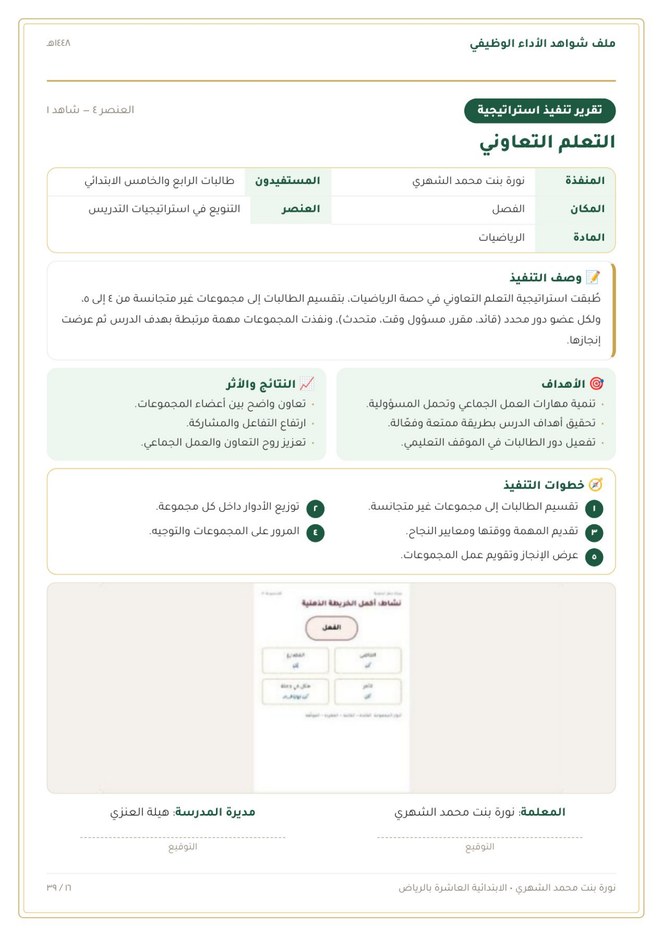 ملف شواهد الأداء الوظيفي
١٤٤٨هـ
تقرير تنفيذ استراتيجية
العنصر ٤ – شاهد ١
التعلم التعاوني
المنفذة نورة بنت محمد الشهري المستفيدون طالبات الرابع والخامس الابتدائي
المكان الفصل العنصر التنويع في استراتيجيات التدريس
المادة الرياضيات
📝 وصف التنفيذ
طُبقت استراتيجية التعلم التعاوني في حصة الرياضيات، بتقسيم الطالبات إلى مجموعات غير متجانسة من ٤ إلى ٥،
ولكل عضو دور محدد (قائد، مقرر، مسؤول وقت، متحدث)، ونفذت المجموعات مهمة مرتبطة بهدف الدرس ثم عرضت
إنجازها.
🎯 الأهداف
◦ تنمية مهارات العمل الجماعي وتحمل المسؤولية.
◦ تحقيق أهداف الدرس بطريقة ممتعة وفعّالة.
◦ تفعيل دور الطالبات في الموقف التعليمي.
📈 النتائج والأثر
◦ تعاون واضح بين أعضاء المجموعات.
◦ ارتفاع التفاعل والمشاركة.
◦ تعزيز روح التعاون والعمل الجماعي.
🧭 خطوات التنفيذ
١ تقسيم الطالبات إلى مجموعات غير متجانسة.
٢ توزيع الأدوار داخل كل مجموعة.
٣ تقديم المهمة ووقتها ومعايير النجاح.
٤ المرور على المجموعات والتوجيه.
٥ عرض الإنجاز وتقويم عمل المجموعات.
نشاط: أكمل الخريطة الذهنية
الفعل
الماضي
المضارع
الأمر
مثال في جملة
المعلمة: نورة بنت محمد الشهري
مديرة المدرسة: هيلة العنزي
التوقيع
التوقيع
نورة بنت محمد الشهري • الابتدائية العاشرة بالرياض
١٦ / ٣٩